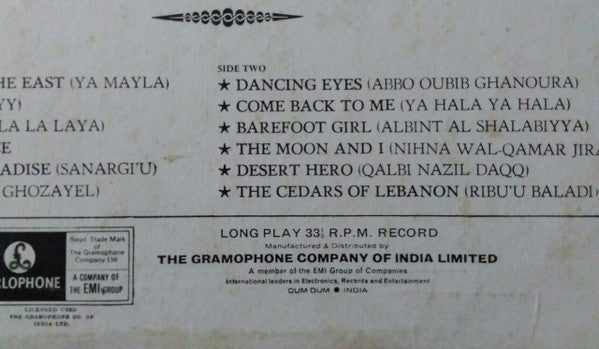 SIDE TWO
HE EAST (YA MAYLA)
★ DANCING EYES (ABBO OUBIB GHANOURA)
YY)
★ COME BACK TO ME (YA HALA YA HALA)
LA LA LAYA)
★ BAREFOOT GIRL (ALBINT AL SHALABIYYA)
CE
★ THE MOON AND I (NIHNA WAL-QAMAR JIRA
ADISE (SANARGI'U)
★ DESERT HERO (QALBI NAZIL DAQQ)
GHOZAYEL)
★ THE CEDARS OF LEBANON (RIBU'U BALADI)
LONG PLAY 33⅓ R.P.M. RECORD
Manufactured & Distributed by
THE GRAMOPHONE COMPANY OF INDIA LIMITED
A member of the EMI Group of Companies
International leaders in Electronics, Records and Entertainment
DUM DUM ● INDIA
£
RLOPHONE
Regd. Trade Mark
of The
Gramophone
Company Ltd
A COMPANY OF
THE EMI GROUP
LICENSED USER
THE GRAMOPHONE CO. OF
INDIA LTD.